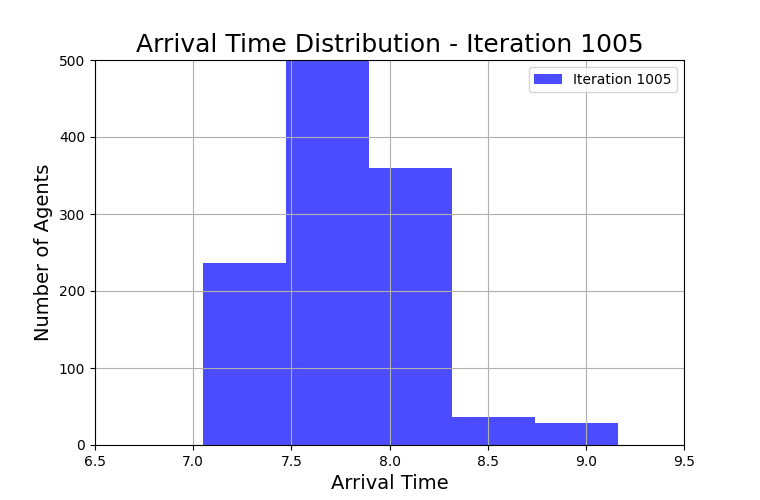 Arrival Time Distribution - Iteration 1005
Iteration 1005
Number of Agents
500
400
300
200
100
0
6.5 7.0 7.5 8.0 8.5 9.0 9.5
Arrival Time